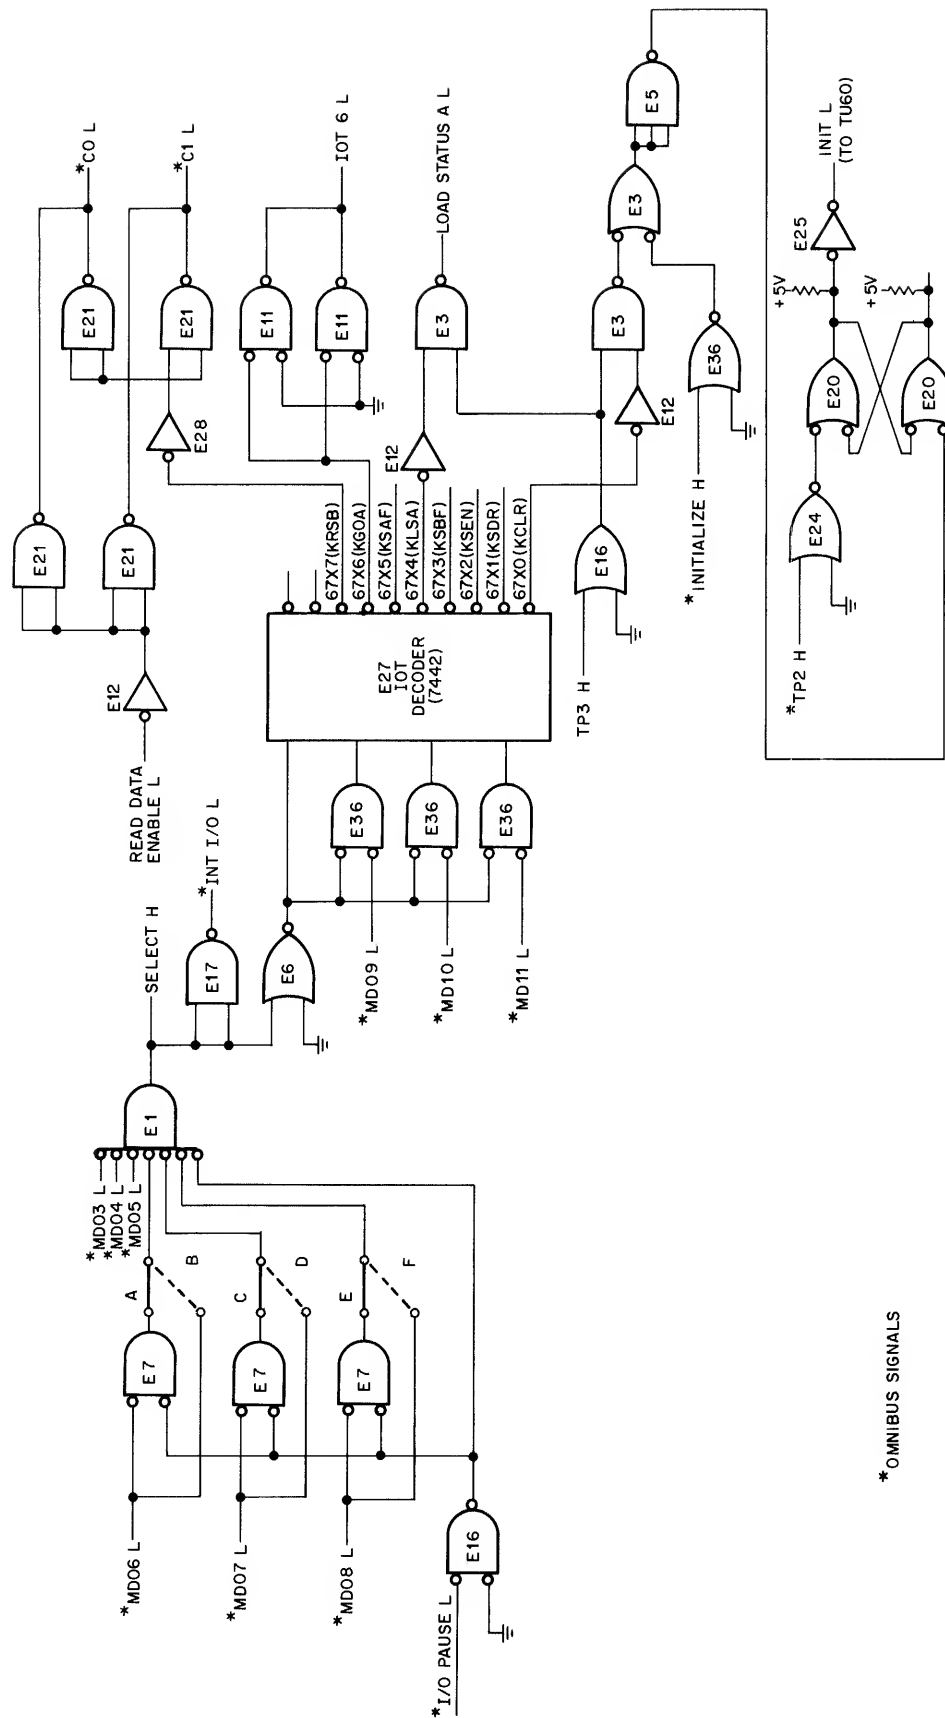 *MD06 L
*MD07 L
*MD08 L
*I/O PAUSE L
E7
E7
E7
E16
A
B
C
D
E
F
*MD03 L
*MD04 L
*MD05 L
E1
SELECT H
E17
*INT I/O L
E6
*MD09 L
*MD10 L
*MD11 L
E36
E36
E36
READ DATA
ENABLE L
E12
E21
E21
E21
E21
*C0 L
*C1 L
E28
E27
IOT
DECODER
(7442)
67X7(KRSB)
67X6(KGOA)
67X5(KSAF)
67X4(KLSA)
67X3(KSBF)
67X2(KSEN)
67X1(KSDR)
67X0(KCLR)
E11
E11
IOT 6 L
E12
E3
LOAD STATUS A L
TP3 H
E16
E12
E3
*INITIALIZE H
E36
E3
E5
*TP2 H
E24
E20
E20
+5V
+5V
E25
INIT L
(TO TU60)
*OMNIBUS SIGNALS